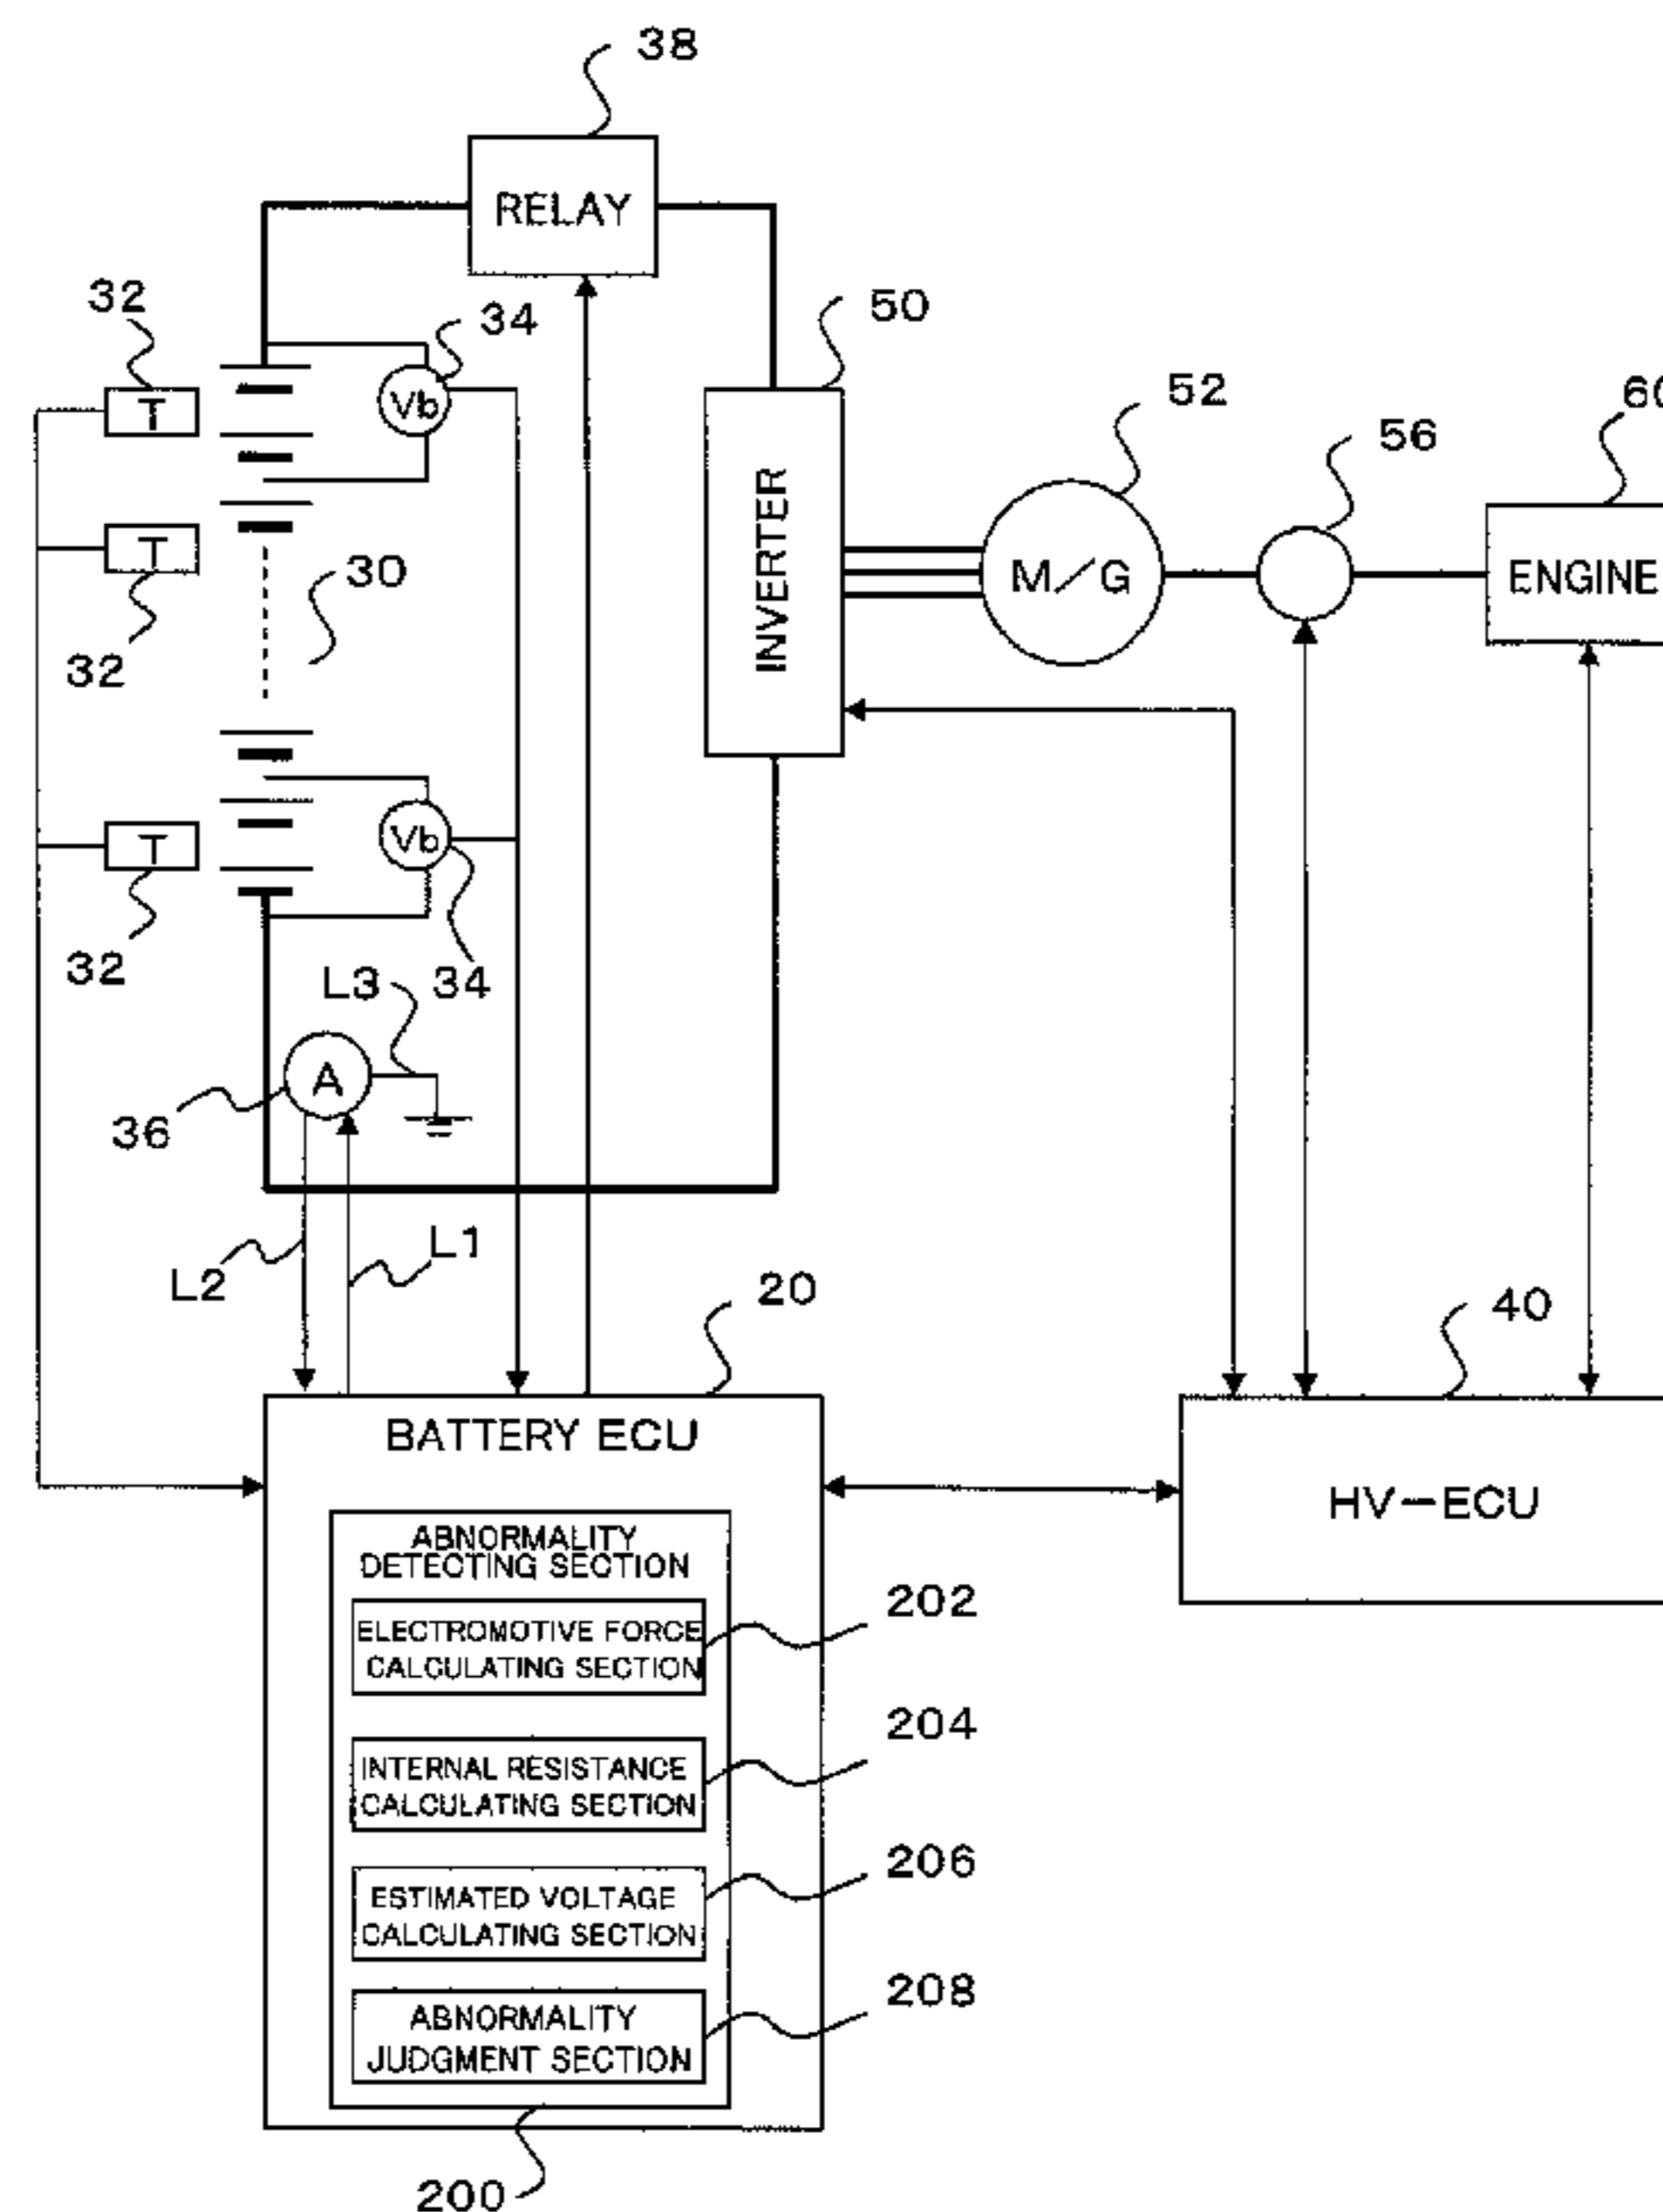 38
RELAY
32
34
50
T
Vb
52
60
56
T
30
INVERTER
M/G
ENGINE
32
T
Vb
32
L3
34
A
36
L2
L1
20
40
BATTERY ECU
HV-ECU
ABNORMALITY
DETECTING SECTION
202
ELECTROMOTIVE FORCE
CALCULATING SECTION
204
INTERNAL RESISTANCE
CALCULATING SECTION
206
ESTIMATED VOLTAGE
CALCULATING SECTION
208
ABNORMALITY
JUDGMENT SECTION
200